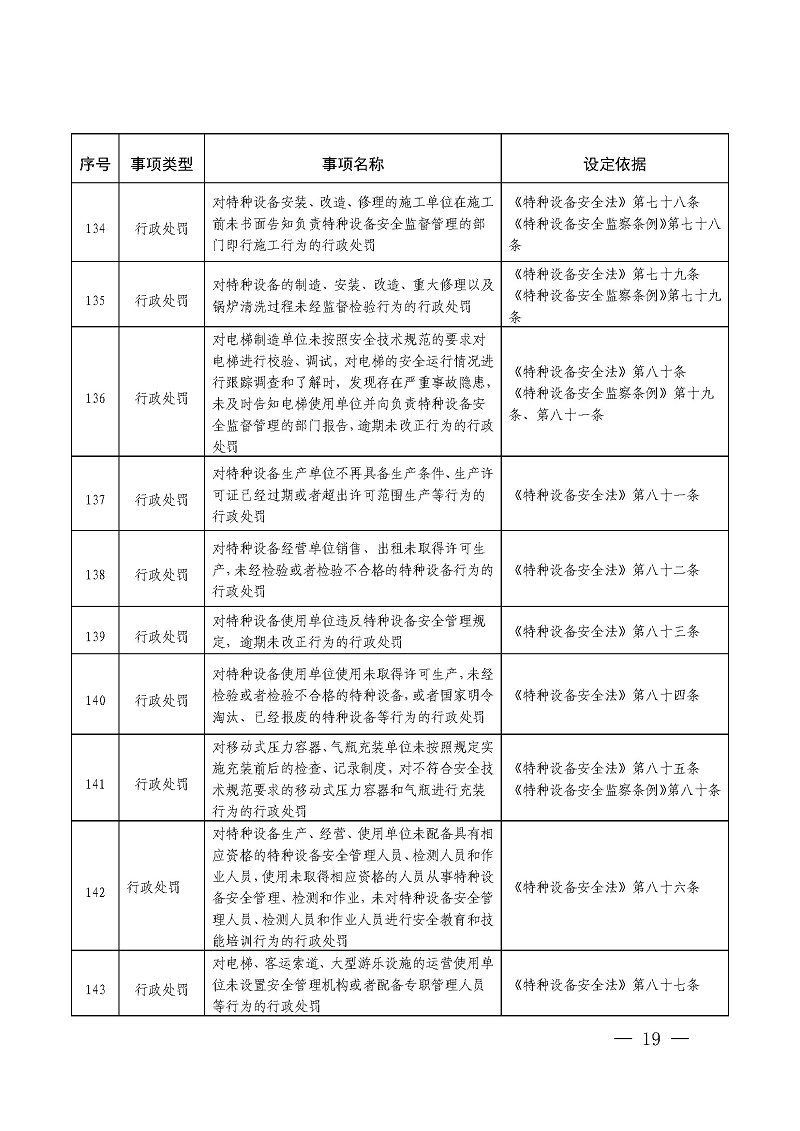 序号 事项类型 事项名称 设定依据
134 行政处罚
对特种设备安装、改造、修理的施工单位在施工
前未书面告知负责特种设备安全监督管理的部
门即行施工行为的行政处罚
《特种设备安全法》第七十八条
《特种设备安全监察条例》第七十八
条
135 行政处罚
对特种设备的制造、安装、改造、重大修理以及
锅炉清洗过程未经监督检验行为的行政处罚
《特种设备安全法》第七十九条
《特种设备安全监察条例》第七十九
条
136 行政处罚
对电梯制造单位未按照安全技术规范的要求对
电梯进行校验、调试，对电梯的安全运行情况进
行跟踪调查和了解时，发现存在严重事故隐患，
未及时告知电梯使用单位并向负责特种设备安
全监督管理的部门报告，逾期未改正行为的行政
处罚
《特种设备安全法》第八十条
《特种设备安全监察条例》第十九
条、第八十一条
137 行政处罚
对特种设备生产单位不再具备生产条件、生产许
可证已经过期或者超出许可范围生产等行为的
行政处罚
《特种设备安全法》第八十一条
138 行政处罚
对特种设备经营单位销售、出租未取得许可生
产，未经检验或者检验不合格的特种设备行为的
行政处罚
《特种设备安全法》第八十二条
139 行政处罚
对特种设备使用单位违反特种设备安全管理规
定，逾期未改正行为的行政处罚
《特种设备安全法》第八十三条
140 行政处罚
对特种设备使用单位使用未取得许可生产，未经
检验或者检验不合格的特种设备，或者国家明令
淘汰、已经报废的特种设备等行为的行政处罚
《特种设备安全法》第八十四条
141 行政处罚
对移动式压力容器、气瓶充装单位未按照规定实
施充装前后的检查、记录制度，对不符合安全技
术规范要求的移动式压力容器和气瓶进行充装
行为的行政处罚
《特种设备安全法》第八十五条
《特种设备安全监察条例》第八十条
142 行政处罚
对特种设备生产、经营、使用单位未配备具有相
应资格的特种设备安全管理人员、检测人员和作
业人员，使用未取得相应资格的人员从事特种设
备安全管理、检测和作业，未对特种设备安全管
理人员、检测人员和作业人员进行安全教育和技
能培训行为的行政处罚
《特种设备安全法》第八十六条
143 行政处罚
对电梯、客运索道、大型游乐设施的运营使用单
位未设置安全管理机构或者配备专职管理人员
等行为的行政处罚
《特种设备安全法》第八十七条
— 19 —